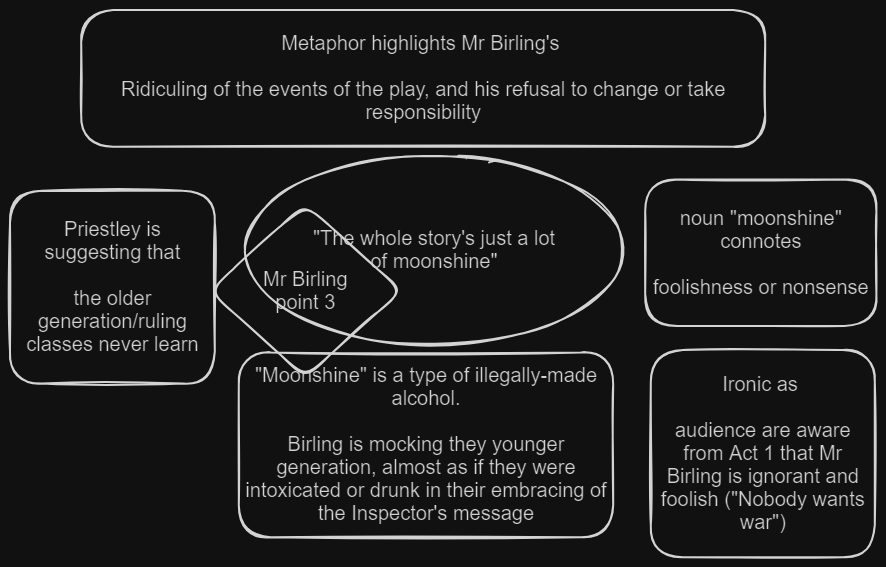 Metaphor highlights Mr Birling's
Ridiculing of the events of the play, and his refusal to change or take
responsibility
Priestley is
suggesting that
the older
generation/ruling
classes never learn
"The whole story's just a lot
of moonshine"
Mr Birling
point 3
noun "moonshine"
connotes
foolishness or nonsense
"Moonshine" is a type of illegally-made
alcohol.
Birling is mocking they younger
generation, almost as if they were
intoxicated or drunk in their embracing of
the Inspector's message
Ironic as
audience are aware
from Act 1 that Mr
Birling is ignorant and
foolish ("Nobody wants
war")